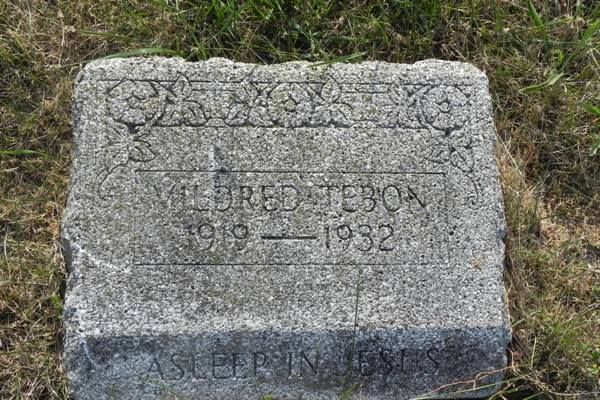 MILDRED TEBON
1919 — 1932
ASLEEP IN JESUS